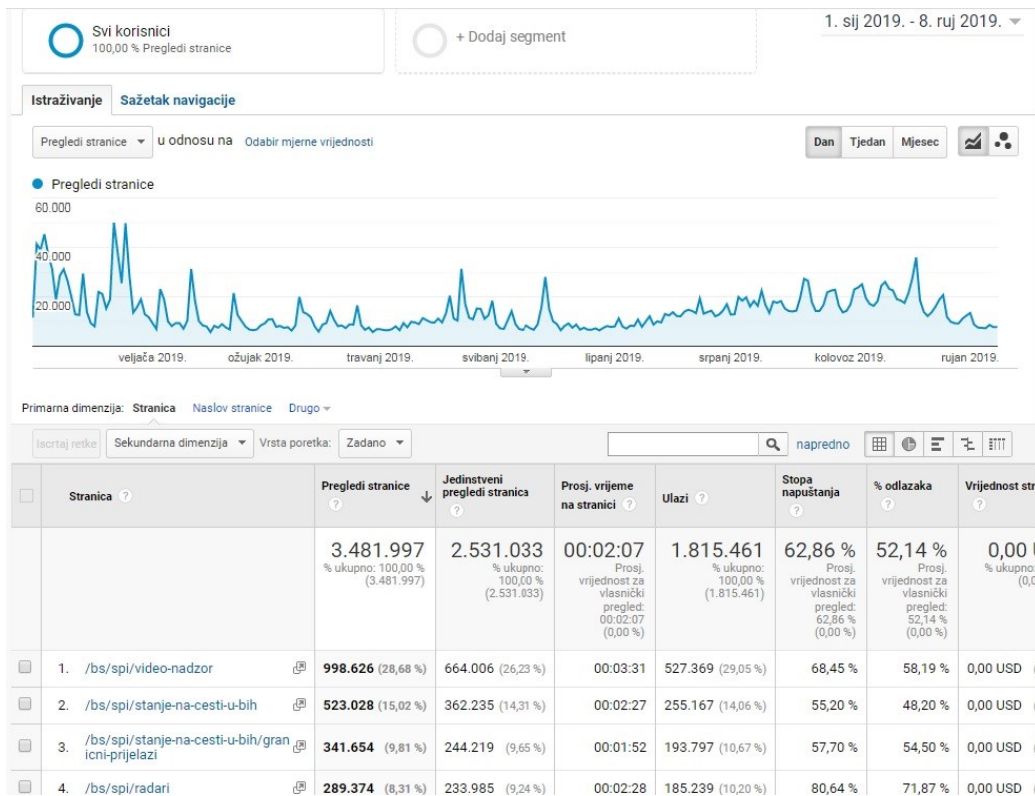 Svi korisnici
100,00 % Pregledi stranice
+ Dodaj segment
1. sij 2019. - 8. ruj 2019.
Istraživanje Sažetak navigacije
Pregledi stranice u odnosu na Odabir mjerne vrijednosti
Dan Tjedan Mjesec
Pregledi stranice
60.000
40.000
20.000
veljača 2019. ožujak 2019. travanj 2019. svibanj 2019. lipanj 2019. srpanj 2019. kolovoz 2019. rujan 2019.
Primarna dimenzija: Stranica Naslov stranice Drugo
Iscrtaj retke Sekundarna dimenzija Vrsta poretka: Zadano napredno
Stranica ?
Pregledi stranice
?
Jedinstveni
pregledi stranica
?
Prosj. vrijeme
na stranici ?
Ulazi ?
Stopa
napuštanja
?
% odlazaka
?
Vrijednost str
?
3.481.997
% ukupno: 100,00 %
(3.481.997)
2.531.033
% ukupno:
100,00 %
(2.531.033)
00:02:07
Prosj.
vrijednost za
vlasnički
pregled:
00:02:07
(0,00 %)
1.815.461
% ukupno:
100,00 %
(1.815.461)
62,86 %
Prosj.
vrijednost za
vlasnički
pregled:
62,86 %
(0,00 %)
52,14 %
Prosj.
vrijednost za
vlasnički
pregled:
52,14 %
(0,00 %)
0,00
% ukupno
(0,0
1. /bs/spi/video-nadzor 998.626 (28,68 %) 664.006 (26,23 %) 00:03:31 527.369 (29,05 %) 68,45 % 58,19 % 0,00 USD
2. /bs/spi/stanje-na-cesti-u-bih 523.028 (15,02 %) 362.235 (14,31 %) 00:02:27 255.167 (14,06 %) 55,20 % 48,20 % 0,00 USD
3. /bs/spi/stanje-na-cesti-u-bih/gran
icni-prijelazi 341.654 (9,81 %) 244.219 (9,65 %) 00:01:52 193.797 (10,67 %) 57,70 % 54,50 % 0,00 USD
4. /bs/spi/radari 289.374 (8,31 %) 233.985 (9,24 %) 00:02:28 185.239 (10,20 %) 80,64 % 71,87 % 0,00 USD